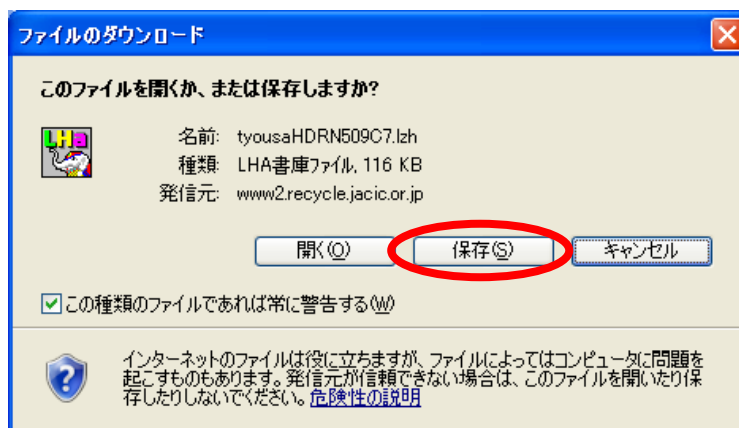 ファイルのダウンロード
このファイルを開くか、または保存しますか?
LHa
名前: tyousaHDRN509C7.lzh
種類: LHA書庫ファイル, 116 KB
発信元: www2.recycle.jacic.or.jp
開く(O) 保存(S) キャンセル
この種類のファイルであれば常に警告する(W)
インターネットのファイルは役に立ちますが、ファイルによってはコンピュータに問題を
起こすものもあります。発信元が信頼できない場合は、このファイルを開いたり保
存したりしないでください。危険性の説明